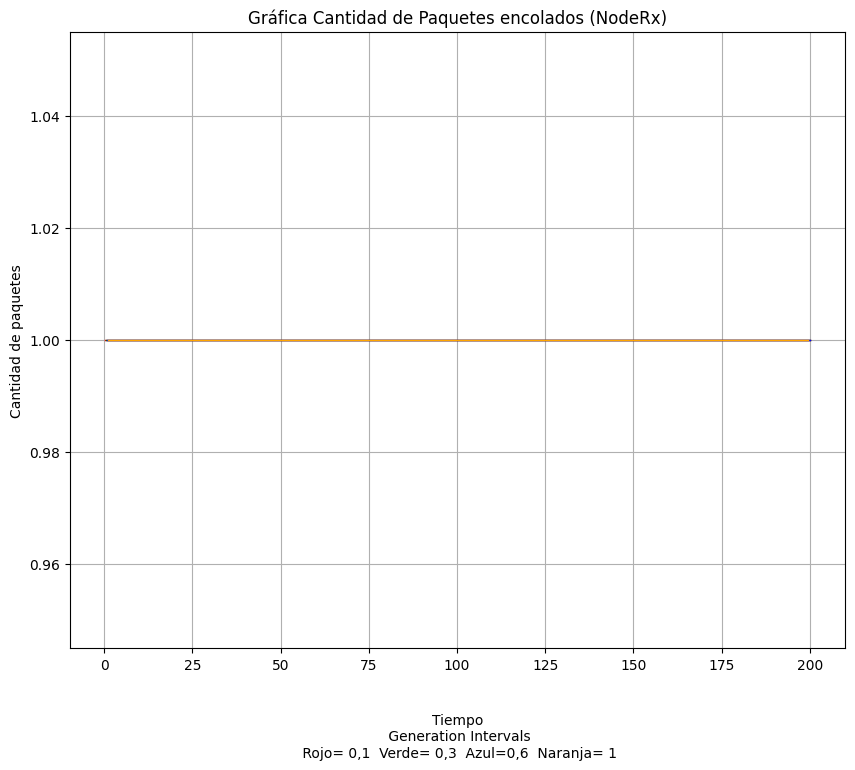 Gráfica Cantidad de Paquetes encolados (NodeRx)
1.04
1.02
1.00
0.98
0.96
Cantidad de paquetes
0 25 50 75 100 125 150 175 200
Tiempo
Generation Intervals
Rojo= 0,1 Verde= 0,3 Azul=0,6 Naranja= 1